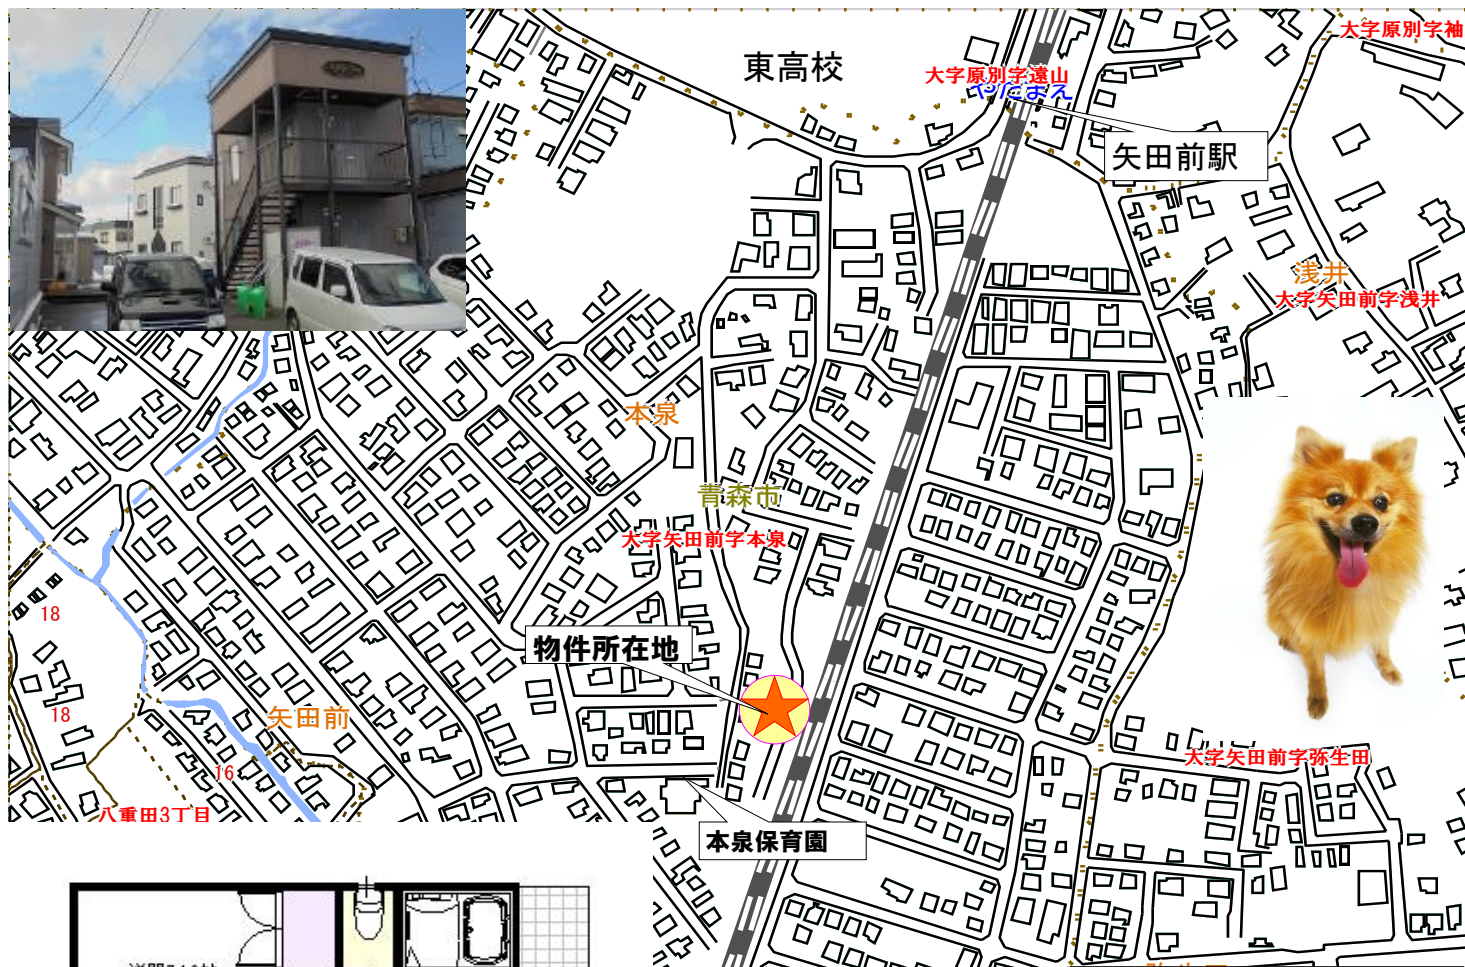 大字原別字袖
東高校
大字原別字遠山
やたまえ
矢田前駅
浅井
大字矢田前字浅井
本泉
青森市
大字矢田前字本泉
18
物件所在地
18
矢田前
16
大字矢田前字弥生田
八重田3丁目
本泉保育園